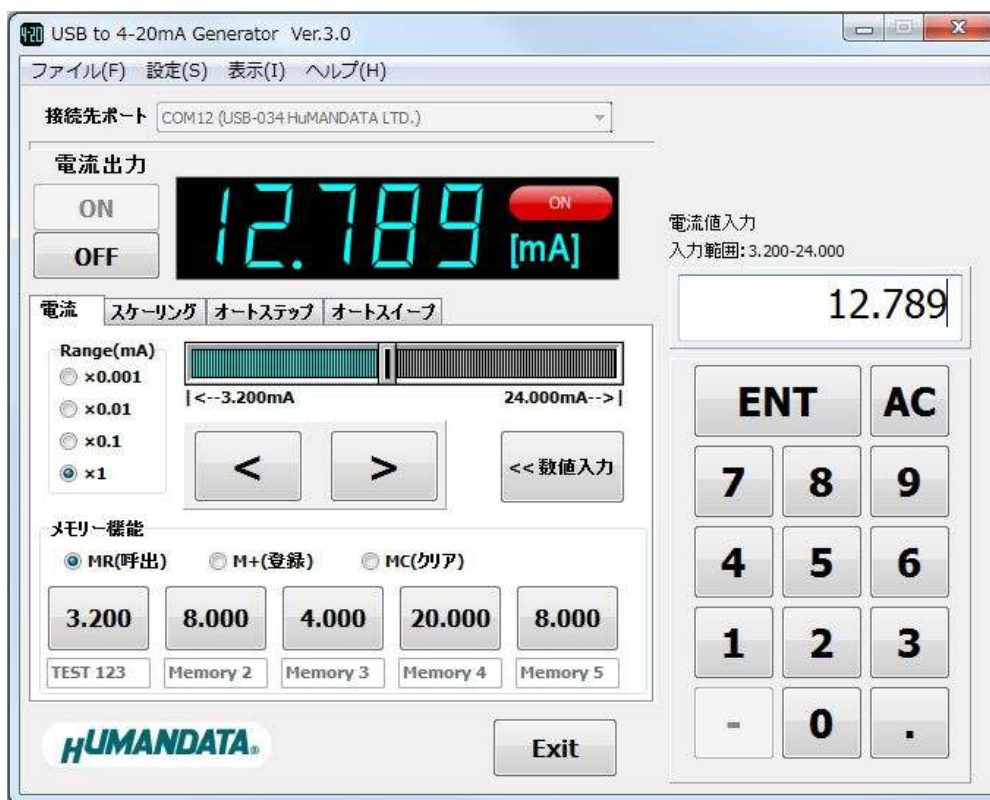 USB to 4-20mA Generator Ver.3.0
ファイル(F) 設定(S) 表示(I) ヘルプ(H)
接続先ポート COM12 (USB-034 HuMANDATA LTD.)
電流出力
ON
OFF
12.789
ON
[mA]
電流 スケーリング オートステップ オートスイープ
Range(mA)
×0.001
×0.01
×0.1
×1
|<--3.200mA 24.000mA-->|
< > <<数値入力
メモリー機能
MR(呼出) M+(登録) MC(クリア)
3.200 8.000 4.000 20.000 8.000
TEST 123 Memory 2 Memory 3 Memory 4 Memory 5
HUMANDATA®
Exit
電流値入力
入力範囲:3.200-24.000
12.789
ENT AC
7 8 9
4 5 6
1 2 3
- 0 .